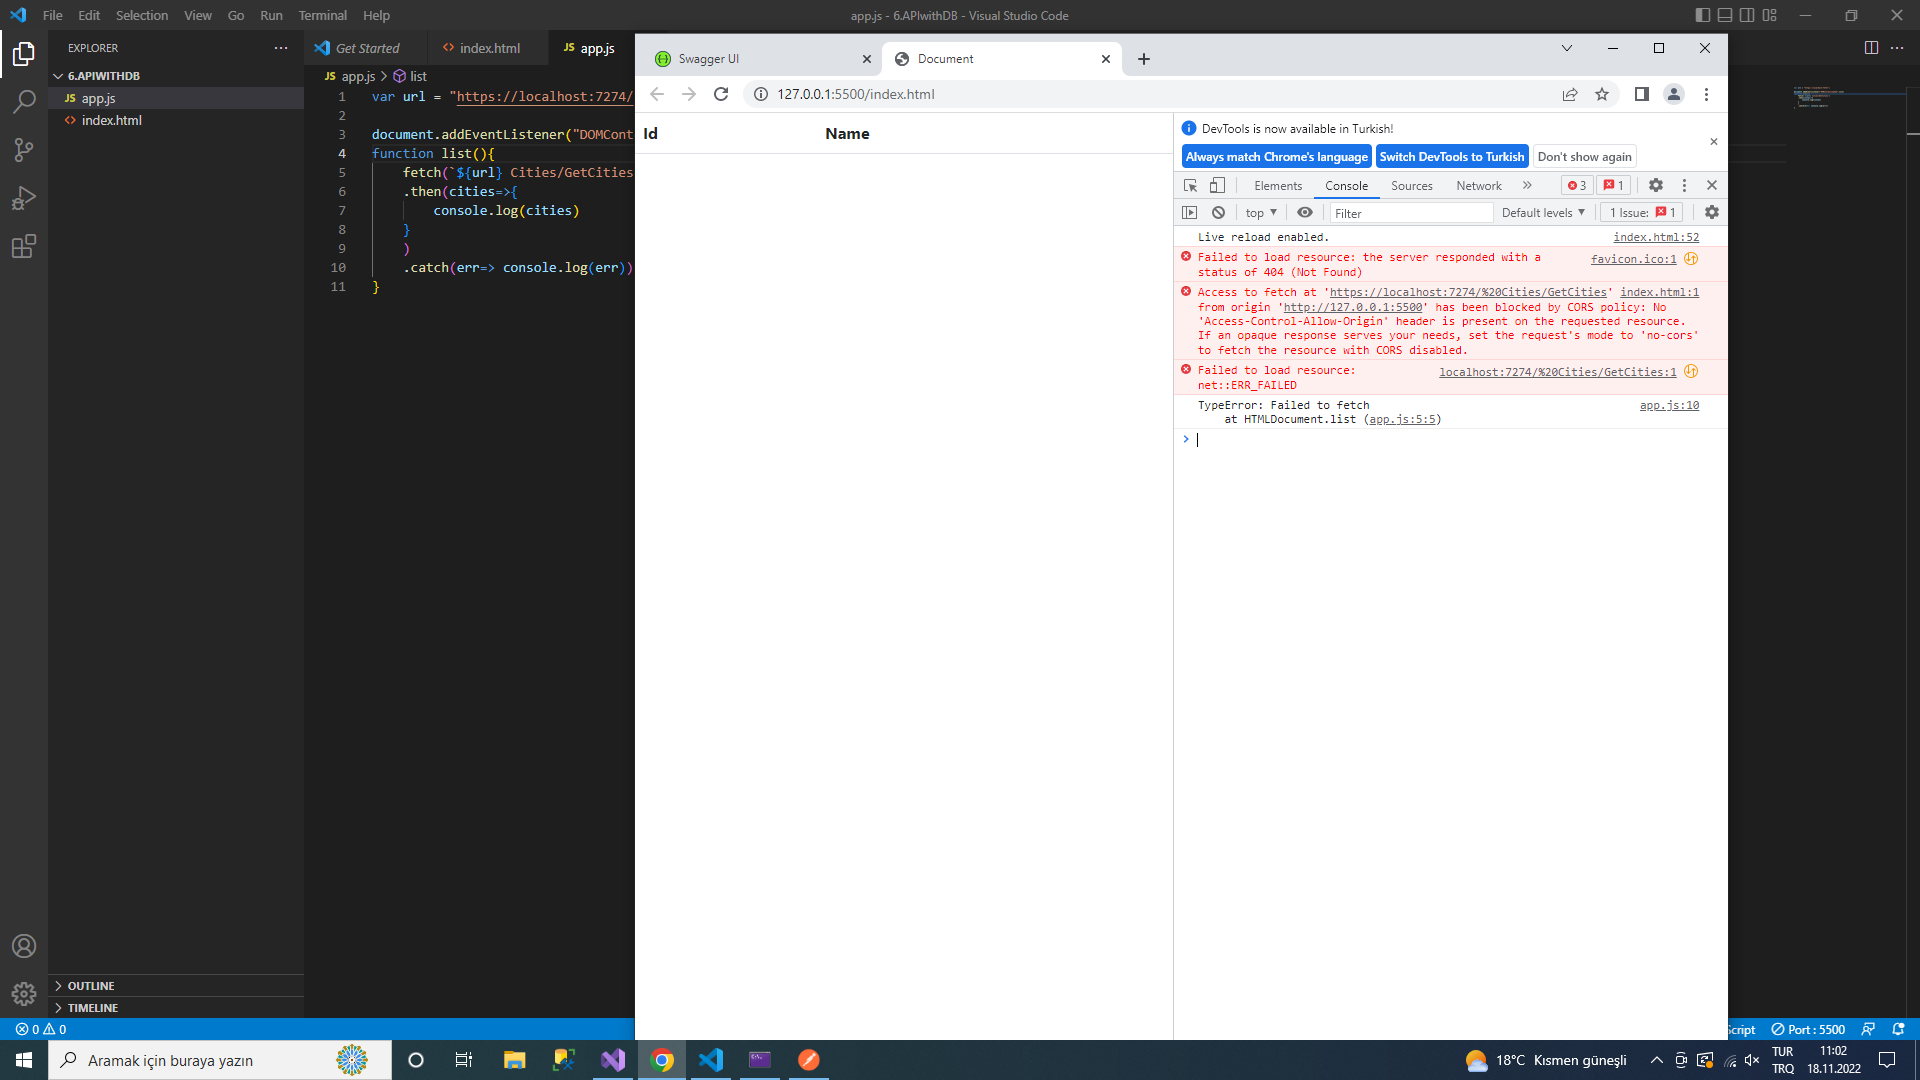 File Edit Selection View Go Run Terminal Help
app.js - 6.APIwithDB - Visual Studio Code
EXPLORER
6.APIWITHDB
JS app.js
<> index.html
OUTLINE
TIMELINE
Get Started
<> index.html
JS app.js
JS app.js > list
1 var url = "https://localhost:7274/
2
3 document.addEventListener("DOMCont
4 function list(){
5 fetch(`${url} Cities/GetCities
6 .then(cities=>{
7 console.log(cities)
8 }
9 )
10 .catch(err=> console.log(err))
11 }
Swagger UI
Document
127.0.0.1:5500/index.html
Id Name
DevTools is now available in Turkish!
Always match Chrome's language Switch DevTools to Turkish Don't show again
Elements Console Sources Network » 3 1
top Filter Default levels 1 Issue: 1
Live reload enabled. index.html:52
Failed to load resource: the server responded with a favicon.ico:1
status of 404 (Not Found)
Access to fetch at 'https://localhost:7274/%20Cities/GetCities' index.html:1
from origin 'http://127.0.0.1:5500' has been blocked by CORS policy: No
'Access-Control-Allow-Origin' header is present on the requested resource.
If an opaque response serves your needs, set the request's mode to 'no-cors'
to fetch the resource with CORS disabled.
Failed to load resource: localhost:7274/%20Cities/GetCities:1
net::ERR_FAILED
TypeError: Failed to fetch app.js:10
at HTMLDocument.list (app.js:5:5)
>
0 0
Script Port : 5500
Aramak için buraya yazın
18°C Kısmen güneşli
TUR
TRQ
11:02
18.11.2022